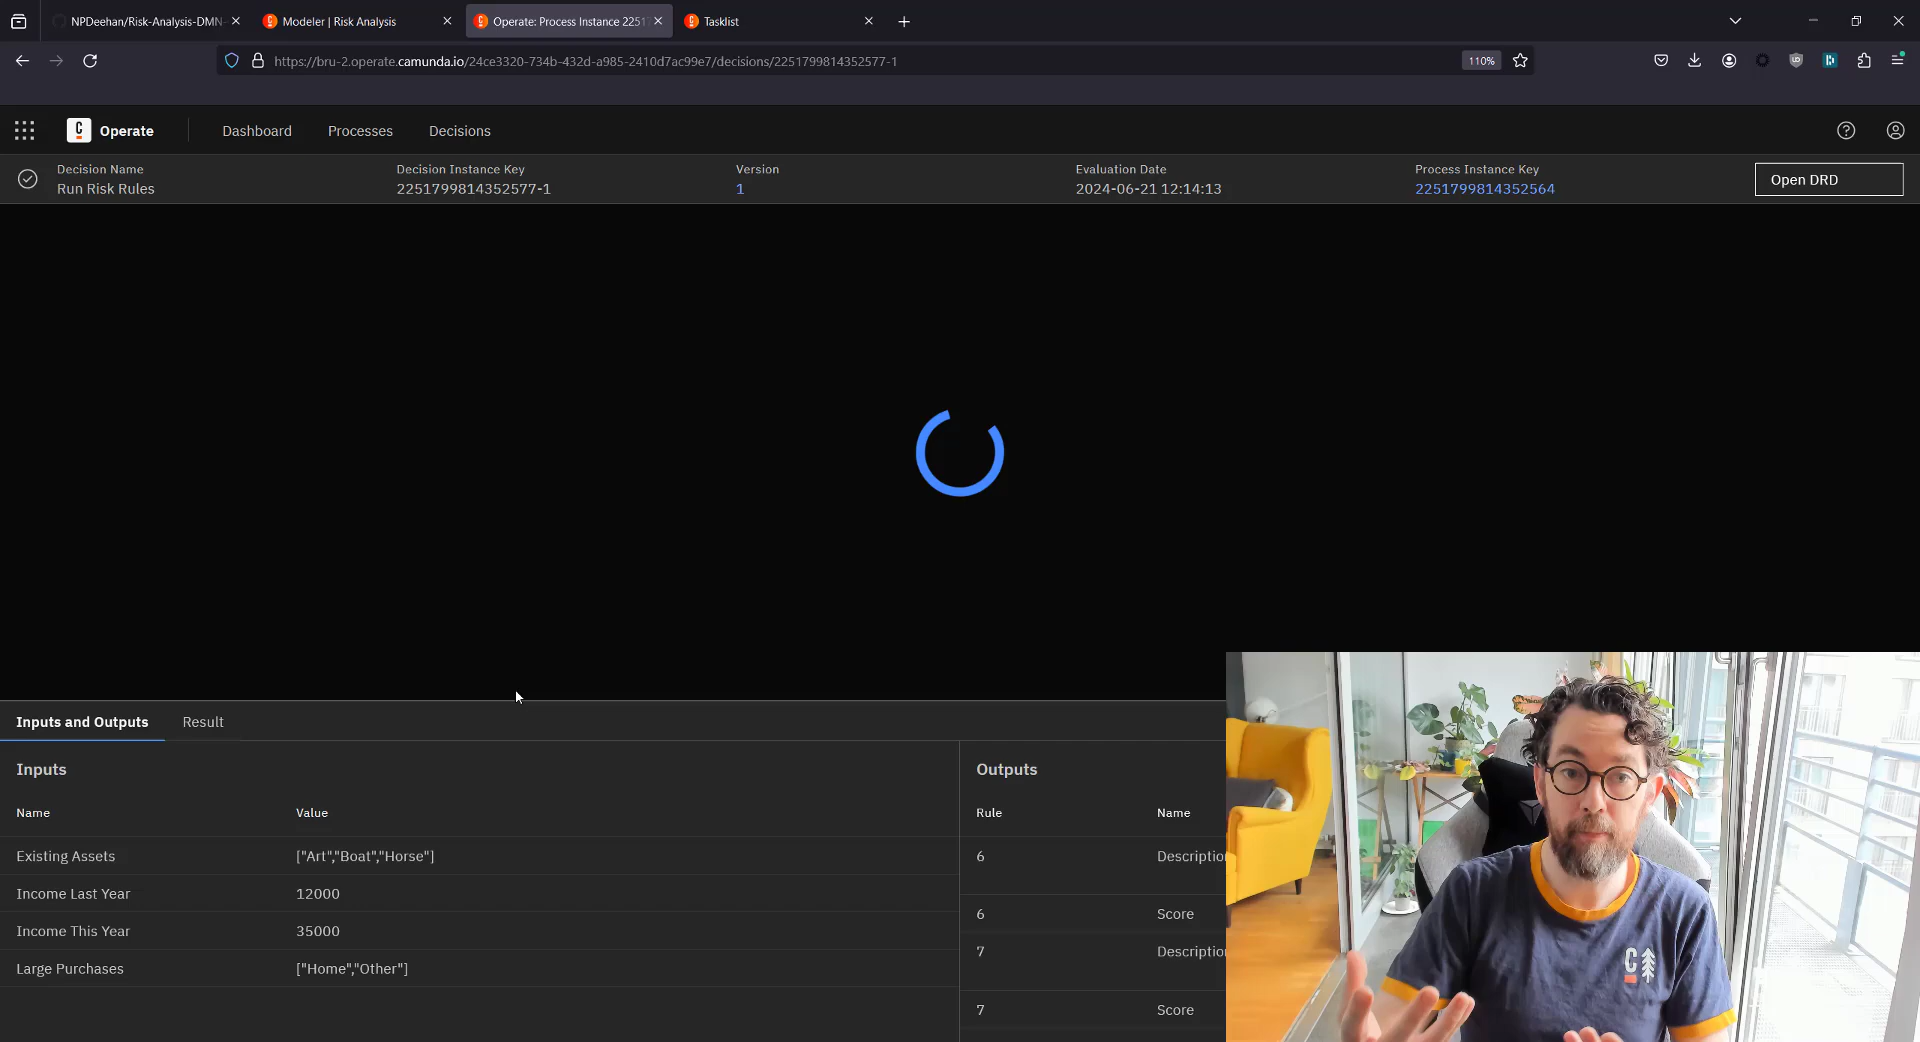 NPDeehan/Risk-Analysis-DMN-
Modeler | Risk Analysis
Operate: Process Instance 2251
Tasklist
https://bru-2.operate.camunda.io/24ce3320-734b-432d-a985-2410d7ac99e7/decisions/2251799814352577-1
110%
Operate
Dashboard
Processes
Decisions
Decision Name
Run Risk Rules
Decision Instance Key
2251799814352577-1
Version
1
Evaluation Date
2024-06-21 12:14:13
Process Instance Key
2251799814352564
Open DRD
Inputs and Outputs
Result
Inputs
Name Value
Existing Assets ["Art","Boat","Horse"]
Income Last Year 12000
Income This Year 35000
Large Purchases ["Home","Other"]
Outputs
Rule Name
6 Descriptio
6 Score
7 Descriptio
7 Score